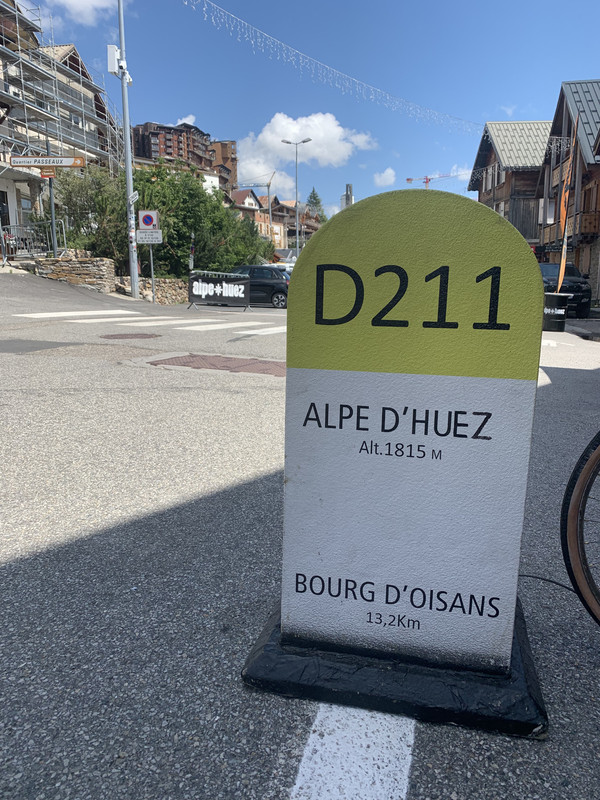 Quartier PASSEAUX
alpe✳huez
D211
ALPE D'HUEZ
Alt.1815 M
BOURG D'OISANS
13,2Km